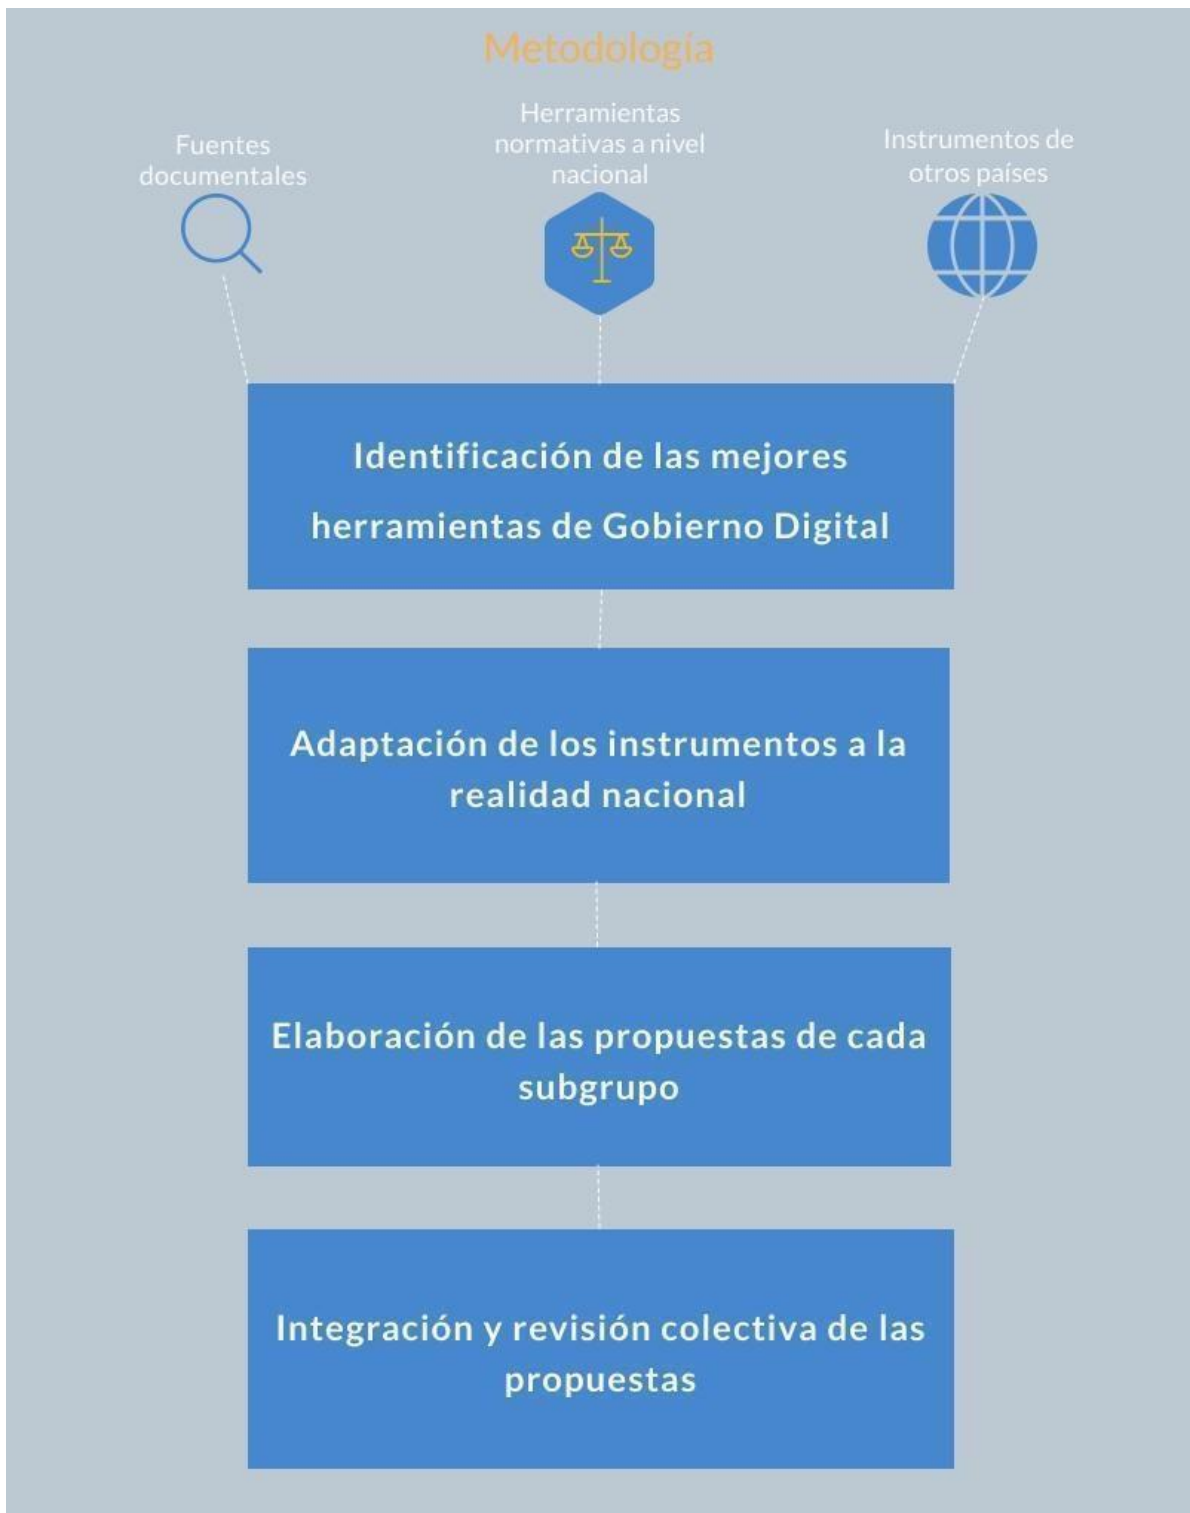 Metodología
Fuentes
documentales
Herramientas
normativas a nivel
nacional
Instrumentos de
otros países
Identificación de las mejores
herramientas de Gobierno Digital
Adaptación de los instrumentos a la
realidad nacional
Elaboración de las propuestas de cada
subgrupo
Integración y revisión colectiva de las
propuestas